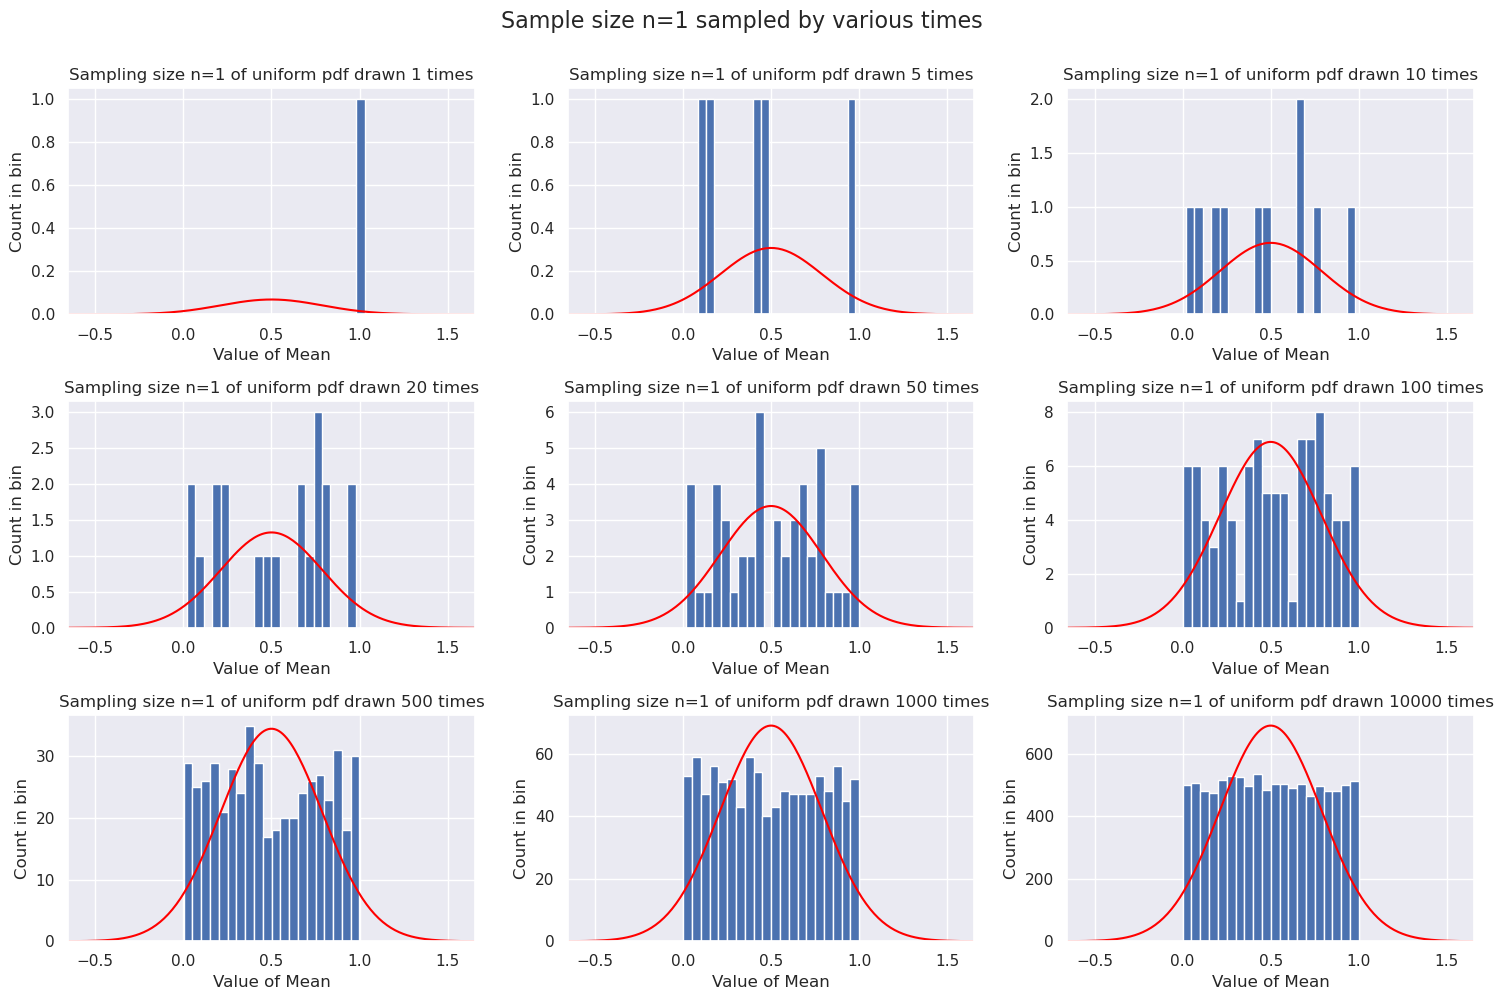 Sample size n=1 sampled by various times
Sampling size n=1 of uniform pdf drawn 1 times
1.0
0.8
0.6
0.4
0.2
0.0
Count in bin
−0.5 0.0 0.5 1.0 1.5
Value of Mean
Sampling size n=1 of uniform pdf drawn 5 times
1.0
0.8
0.6
0.4
0.2
0.0
Count in bin
−0.5 0.0 0.5 1.0 1.5
Value of Mean
Sampling size n=1 of uniform pdf drawn 10 times
2.0
1.5
1.0
0.5
0.0
Count in bin
−0.5 0.0 0.5 1.0 1.5
Value of Mean
Sampling size n=1 of uniform pdf drawn 20 times
3.0
2.5
2.0
1.5
1.0
0.5
0.0
Count in bin
−0.5 0.0 0.5 1.0 1.5
Value of Mean
Sampling size n=1 of uniform pdf drawn 50 times
6
5
4
3
2
1
0
Count in bin
−0.5 0.0 0.5 1.0 1.5
Value of Mean
Sampling size n=1 of uniform pdf drawn 100 times
8
6
4
2
0
Count in bin
−0.5 0.0 0.5 1.0 1.5
Value of Mean
Sampling size n=1 of uniform pdf drawn 500 times
30
20
10
0
Count in bin
−0.5 0.0 0.5 1.0 1.5
Value of Mean
Sampling size n=1 of uniform pdf drawn 1000 times
60
40
20
0
Count in bin
−0.5 0.0 0.5 1.0 1.5
Value of Mean
Sampling size n=1 of uniform pdf drawn 10000 times
600
400
200
0
Count in bin
−0.5 0.0 0.5 1.0 1.5
Value of Mean